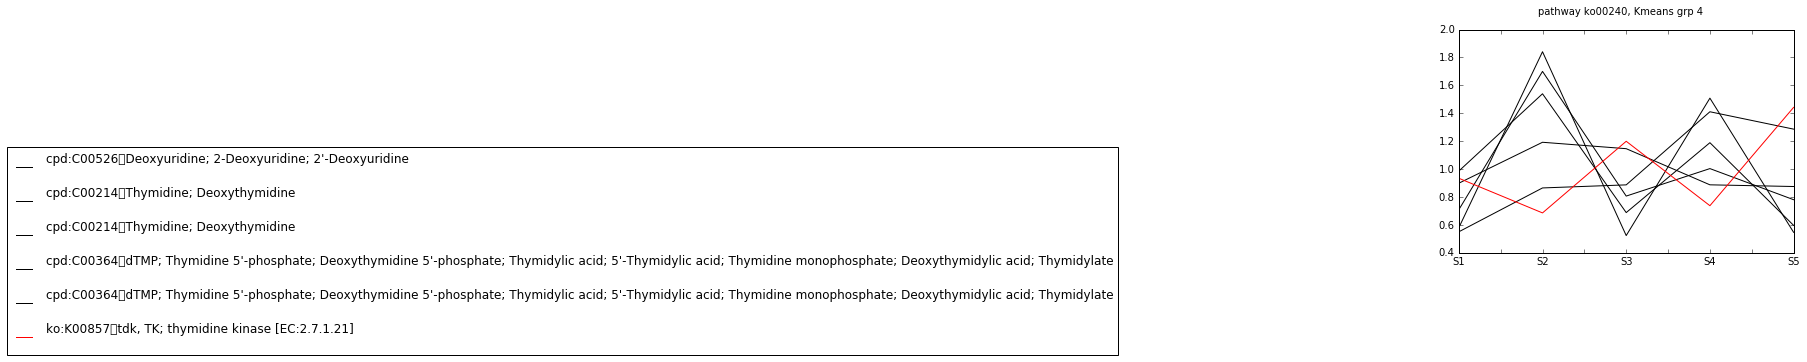 pathway ko00240, Kmeans grp 4
2.0
1.8
1.6
1.4
1.2
1.0
0.8
0.6
0.4
S1 S2 S3 S4 S5
cpd:C00526▯Deoxyuridine; 2-Deoxyuridine; 2'-Deoxyuridine
cpd:C00214▯Thymidine; Deoxythymidine
cpd:C00214▯Thymidine; Deoxythymidine
cpd:C00364▯dTMP; Thymidine 5'-phosphate; Deoxythymidine 5'-phosphate; Thymidylic acid; 5'-Thymidylic acid; Thymidine monophosphate; Deoxythymidylic acid; Thymidylate
cpd:C00364▯dTMP; Thymidine 5'-phosphate; Deoxythymidine 5'-phosphate; Thymidylic acid; 5'-Thymidylic acid; Thymidine monophosphate; Deoxythymidylic acid; Thymidylate
ko:K00857▯tdk, TK; thymidine kinase [EC:2.7.1.21]